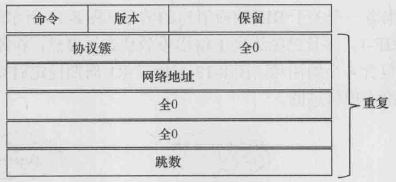 命令 版本 保留
协议簇 全0
网络地址
全0
全0
跳数
重复